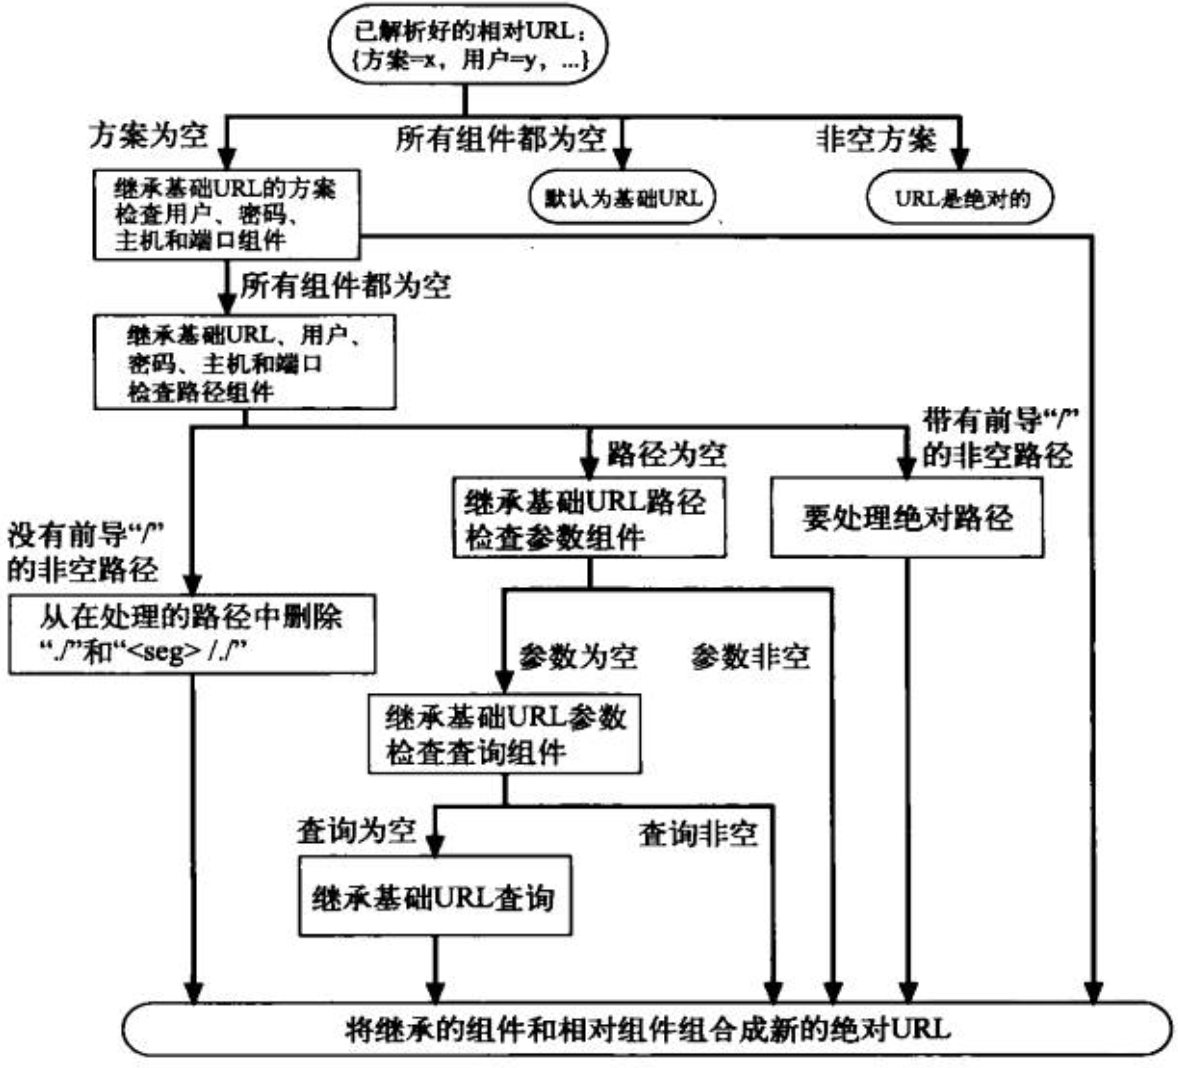 已解析好的相对URL：
{方案=x，用户=y，...}
方案为空
所有组件都为空
非空方案
继承基础URL的方案
检查用户、密码、
主机和端口组件
默认为基础URL
URL是绝对的
所有组件都为空
继承基础URL、用户、
密码、主机和端口
检查路径组件
带有前导“/”
的非空路径
路径为空
继承基础URL路径
检查参数组件
要处理绝对路径
没有前导“/”
的非空路径
从在处理的路径中删除
“./”和“<seg> /./”
参数为空
参数非空
继承基础URL参数
检查查询组件
查询为空
查询非空
继承基础URL查询
将继承的组件和相对组件组合成新的绝对URL